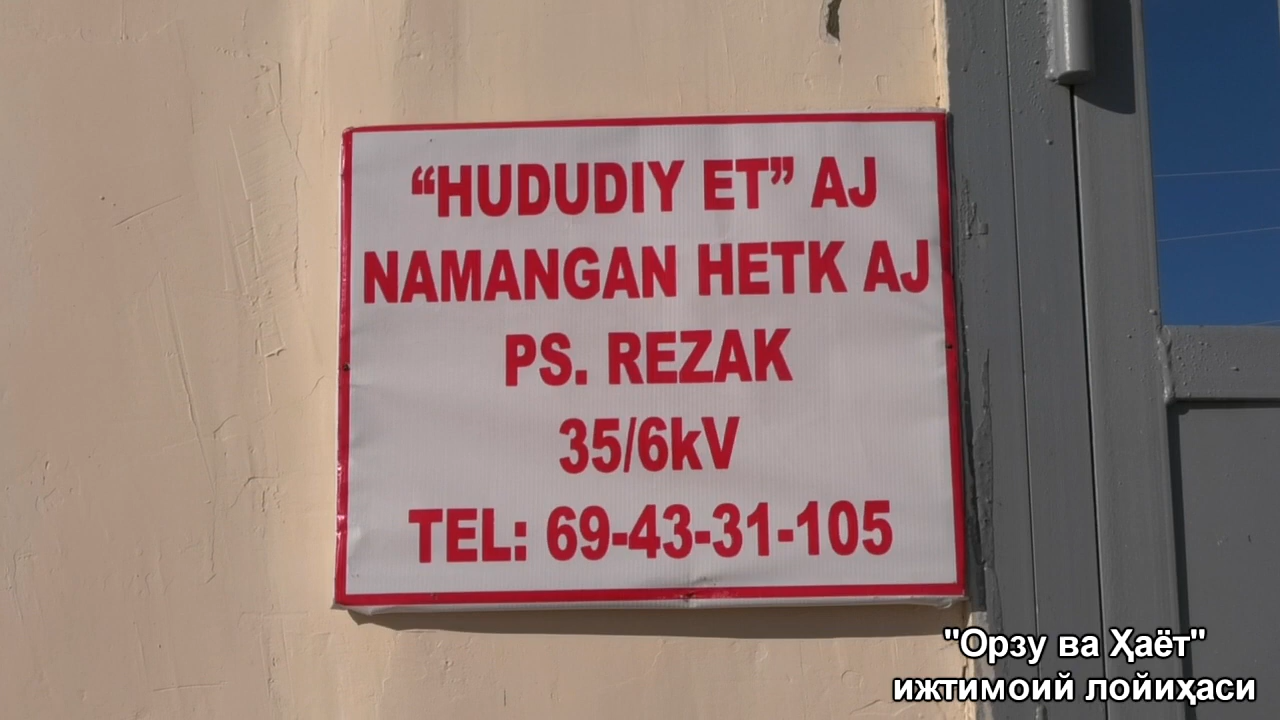 “HUDUDIY ET” AJ
NAMANGAN HETK AJ
PS. REZAK
35/6kV
TEL: 69-43-31-105
"Орзу ва Ҳаёт"
ижтимоий лойиҳаси